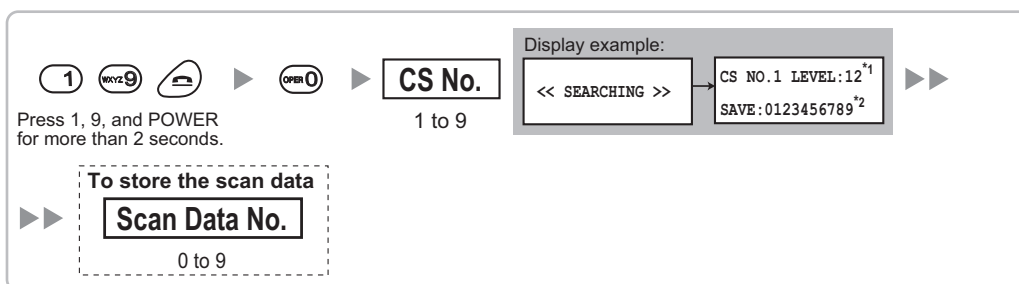 Display example:
1 WXYZ 9 OPER 0 CS No. << SEARCHING >> CS NO.1 LEVEL:12*1
SAVE:0123456789*2
1 to 9
Press 1, 9, and POWER
for more than 2 seconds.
To store the scan data
Scan Data No.
0 to 9